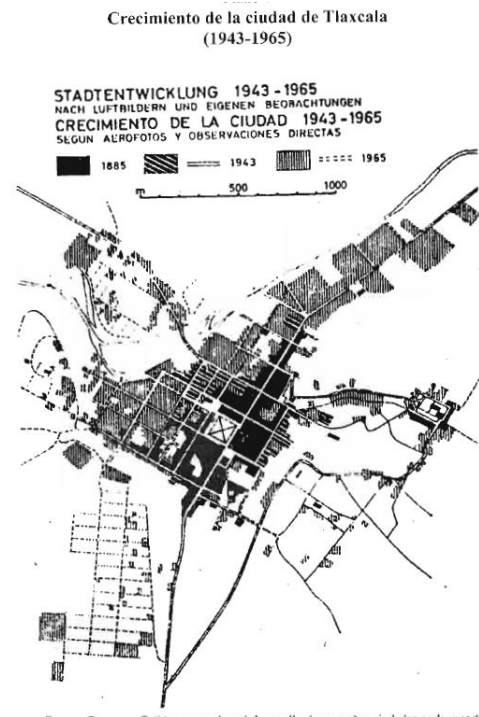 Crecimiento de la ciudad de Tlaxcala
(1943-1965)
STADTENTWICKLUNG 1943-1965
NACH LUFTBILDERN UND EIGENEN BEOBACHTUNGEN
CRECIMIENTO DE LA CIUDAD 1943-1965
SEGUN AEROFOTOS Y OBSERVACIONES DIRECTAS
1885 1943 1965
m 500 1000